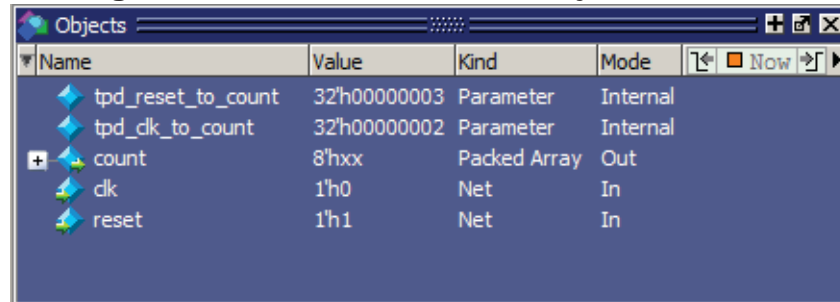 Objects
Name Value Kind Mode Now
tpd_reset_to_count 32'h00000003 Parameter Internal
tpd_clk_to_count 32'h00000002 Parameter Internal
count 8'hxx Packed Array Out
clk 1'h0 Net In
reset 1'h1 Net In